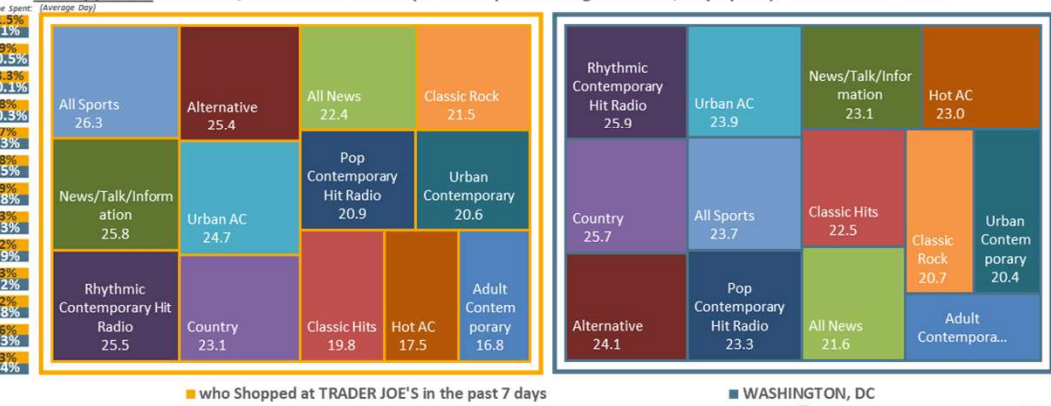 (Average Day)
All Sports
26.3
Alternative
25.4
All News
22.4
Classic Rock
21.5
News/Talk/Inform
ation
25.8
Urban AC
24.7
Pop
Contemporary
Hit Radio
20.9
Urban
Contemporary
20.6
Rhythmic
Contemporary Hit
Radio
25.5
Country
23.1
Classic Hits
19.8
Hot AC
17.5
Adult
Contem
porary
16.8
Rhythmic
Contemporary
Hit Radio
25.9
Urban AC
23.9
News/Talk/Infor
mation
23.1
Hot AC
23.0
Country
25.7
All Sports
23.7
Classic Hits
22.5
Classic
Rock
20.7
Urban
Contem
porary
20.4
Alternative
24.1
Pop
Contemporary
Hit Radio
23.3
All News
21.6
Adult
Contempora...
who Shopped at TRADER JOE'S in the past 7 days
WASHINGTON, DC